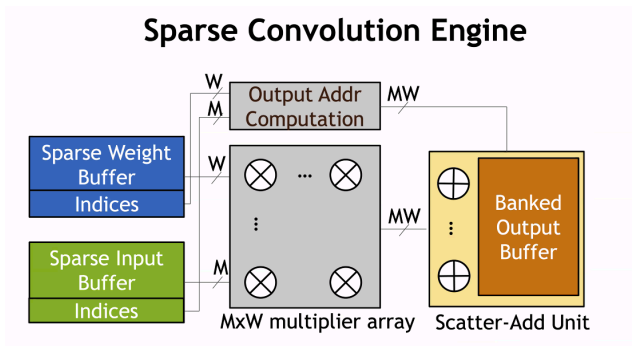 Sparse Convolution Engine
W
M
Output Addr
Computation
MW
Sparse Weight
Buffer
Indices
W
...
...
MW
Banked
Output
Buffer
...
Sparse Input
Buffer
Indices
M
MxW multiplier array
Scatter-Add Unit